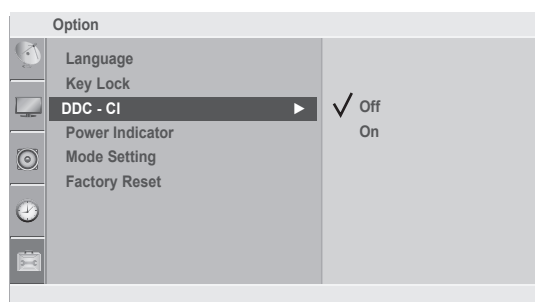 Option
Language
Key Lock
DDC - CI ► ✓ Off
Power Indicator On
Mode Setting
Factory Reset